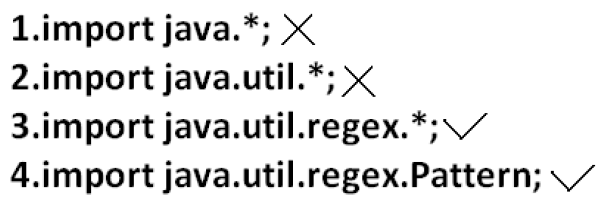 1.import java.*;
2.import java.util.*;
3.import java.util.regex.*;
4.import java.util.regex.Pattern;